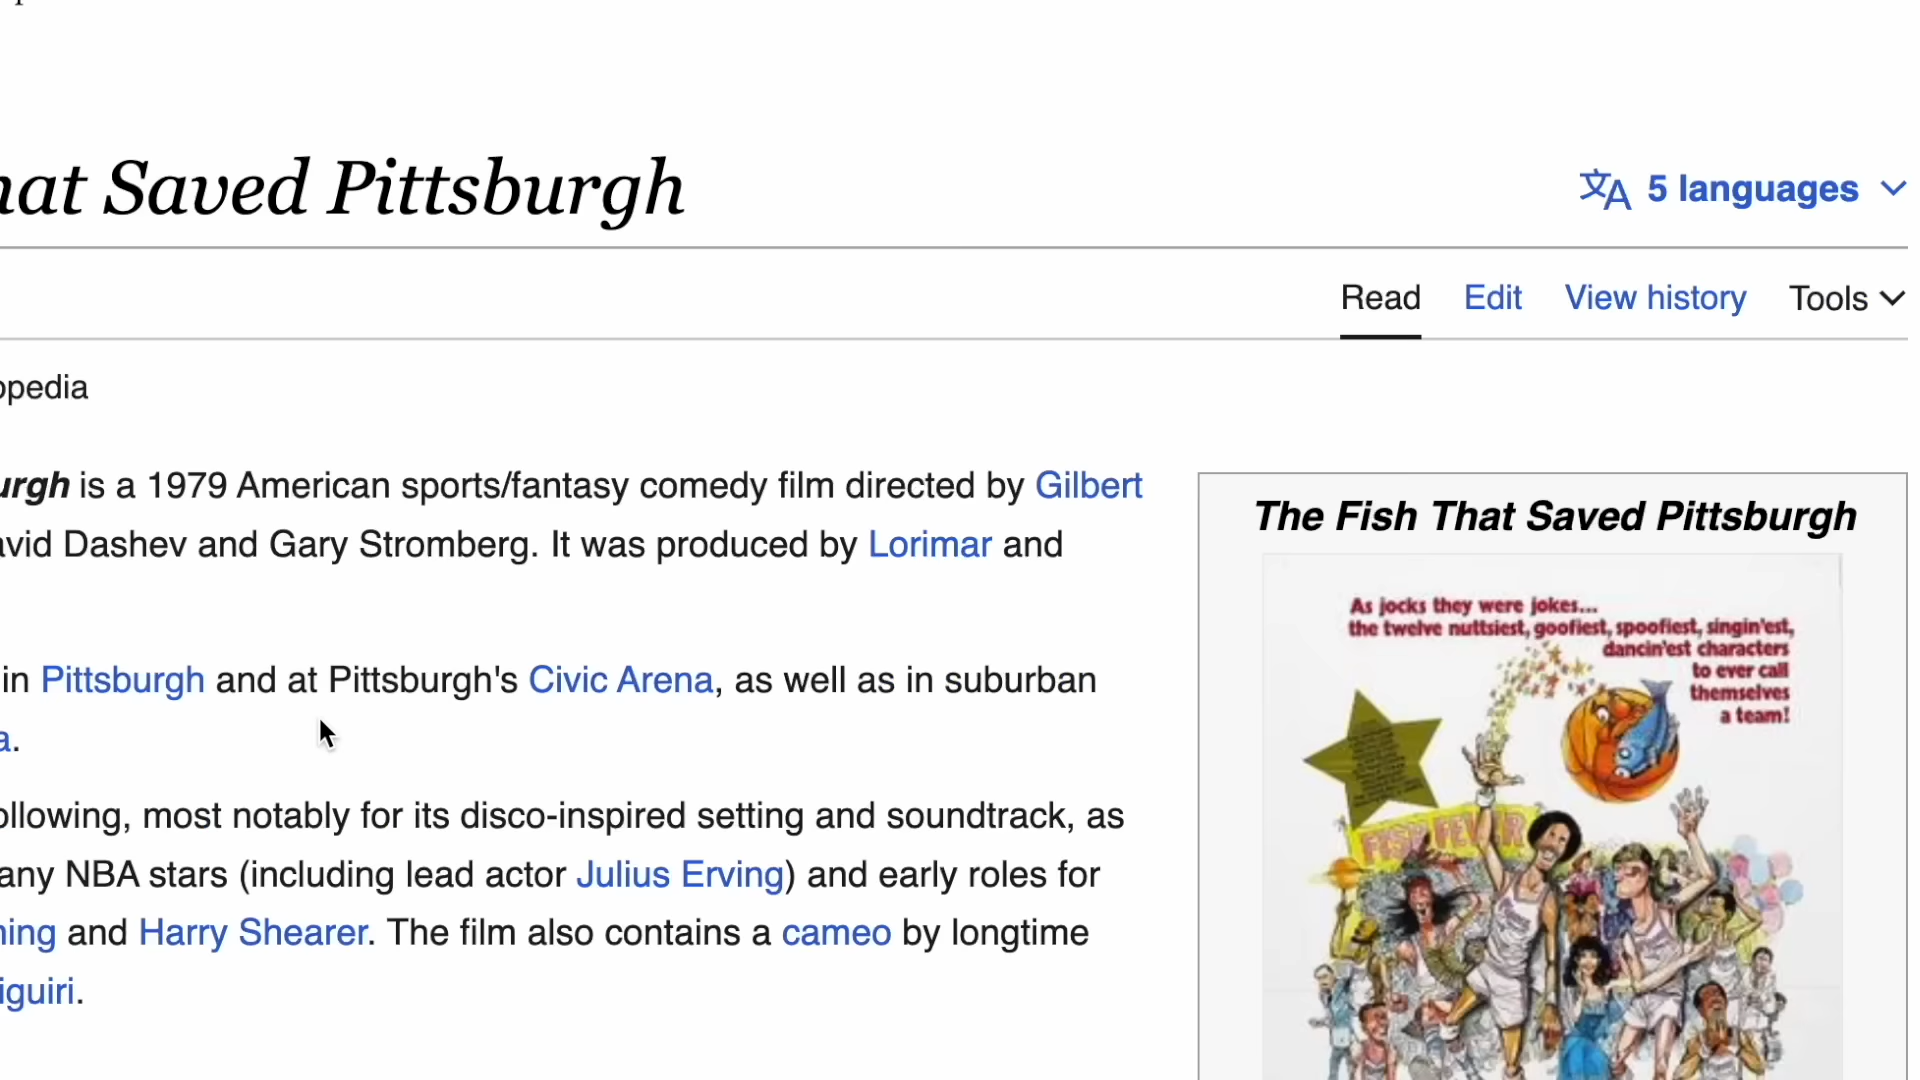 hat Saved Pittsburgh
5 languages
Read Edit View history Tools
opedia
urgh is a 1979 American sports/fantasy comedy film directed by Gilbert
avid Dashev and Gary Stromberg. It was produced by Lorimar and
in Pittsburgh and at Pittsburgh's Civic Arena, as well as in suburban
a.
ollowing, most notably for its disco-inspired setting and soundtrack, as
any NBA stars (including lead actor Julius Erving) and early roles for
ning and Harry Shearer. The film also contains a cameo by longtime
iguiri.
The Fish That Saved Pittsburgh
As jocks they were jokes...
the twelve nuttsiest, goofiest, spoofiest, singin'est,
dancin'est characters
to ever call
themselves
a team!
FISH FEVER